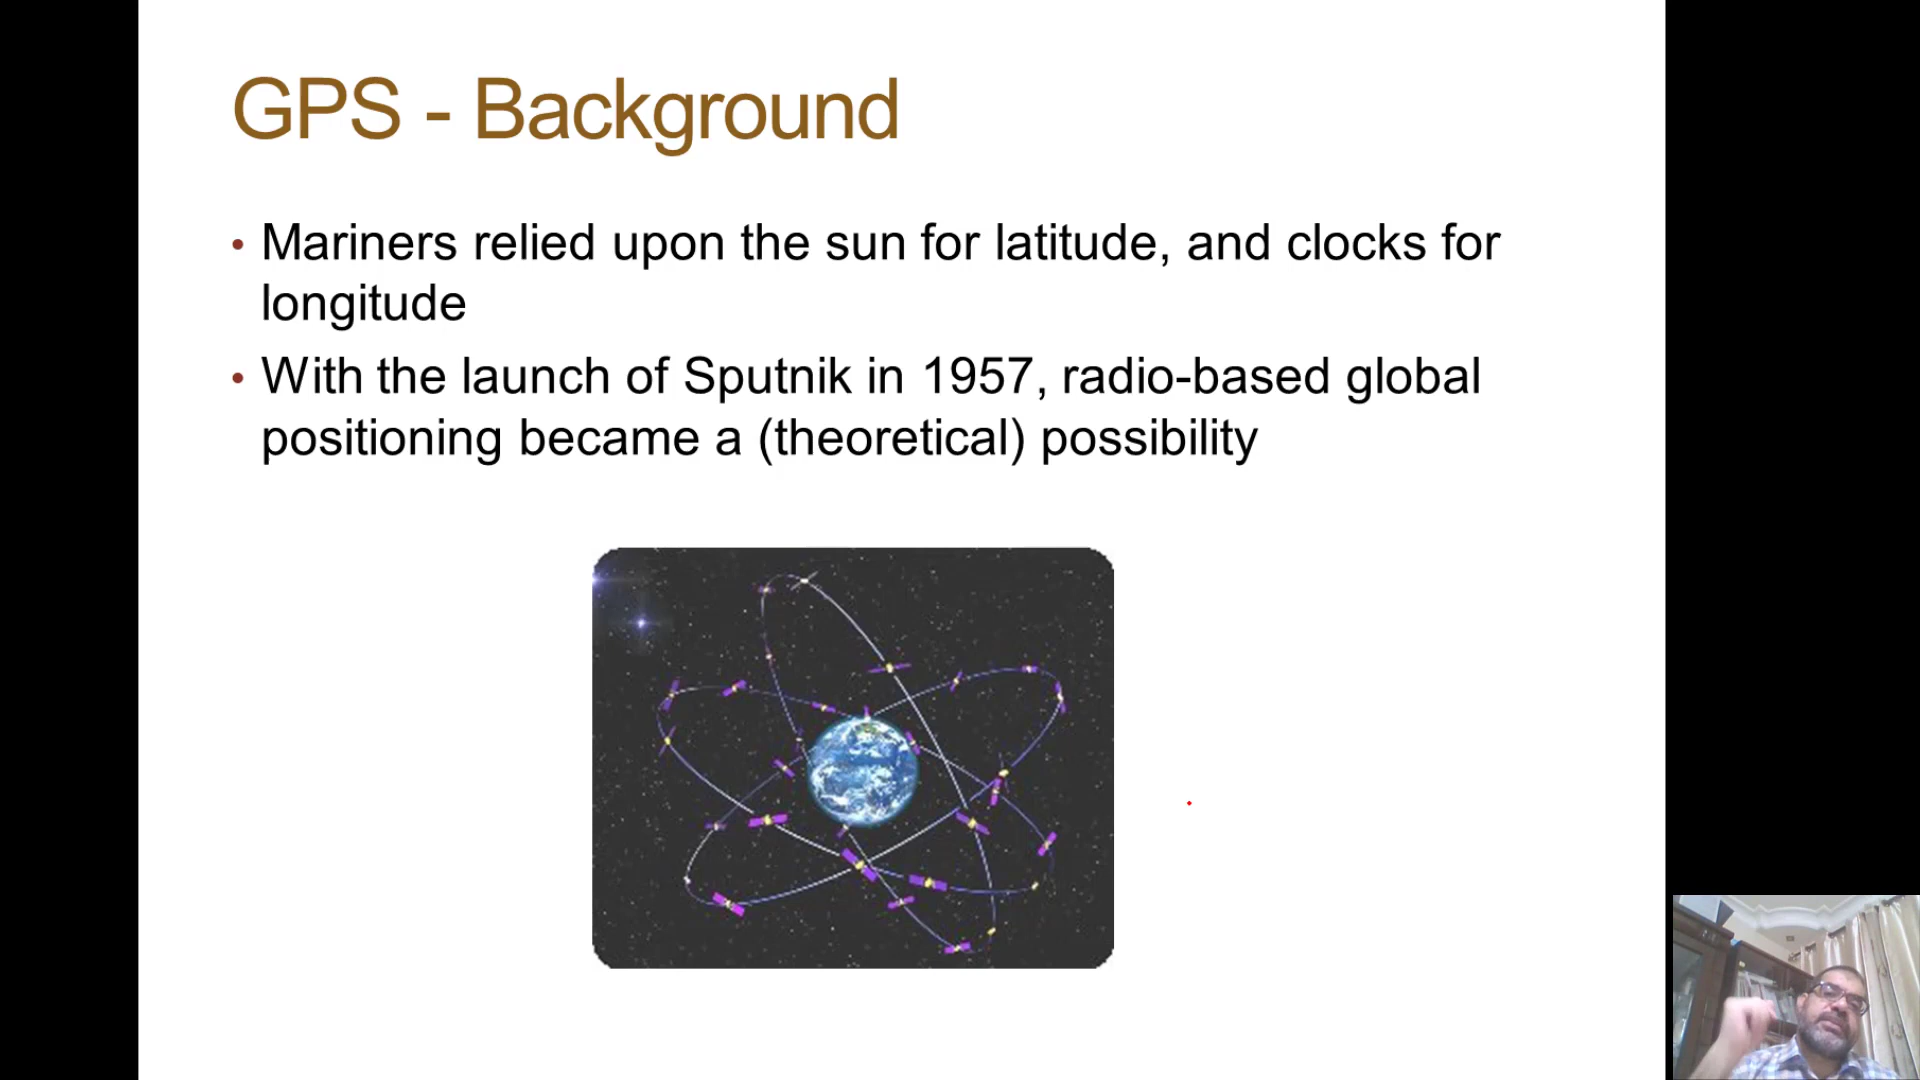 GPS - Background
• Mariners relied upon the sun for latitude, and clocks for
longitude
• With the launch of Sputnik in 1957, radio-based global
positioning became a (theoretical) possibility